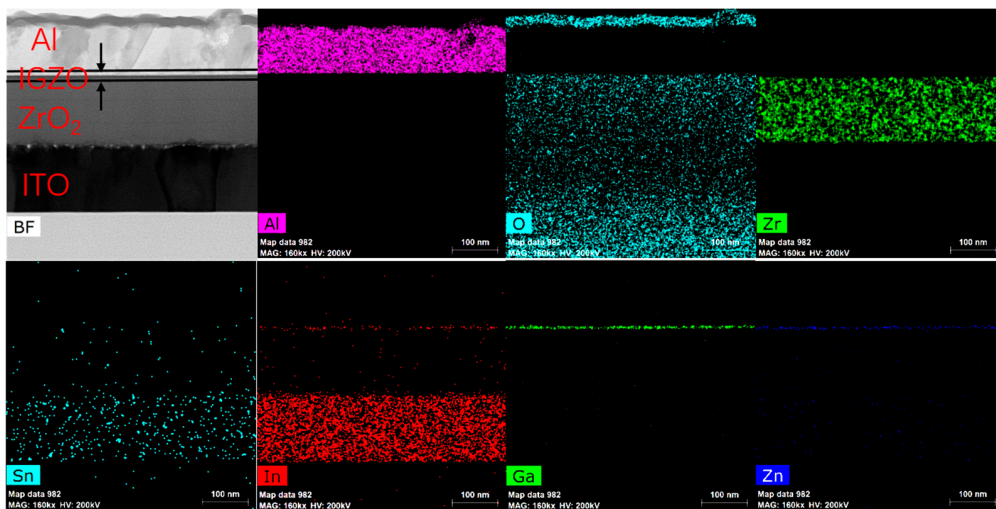 Al
IGZO
ZrO₂
ITO
BF
Al
Map data 982
MAG: 160kx HV: 200kV
100 nm
O
Map data 982
MAG: 160kx HV: 200kV
100 nm
Zr
Map data 982
MAG: 160kx HV: 200kV
100 nm
Sn
Map data 982
MAG: 160kx HV: 200kV
100 nm
In
Map data 982
MAG: 160kx HV: 200kV
100 nm
Ga
Map data 982
MAG: 160kx HV: 200kV
100 nm
Zn
Map data 982
MAG: 160kx HV: 200kV
100 nm